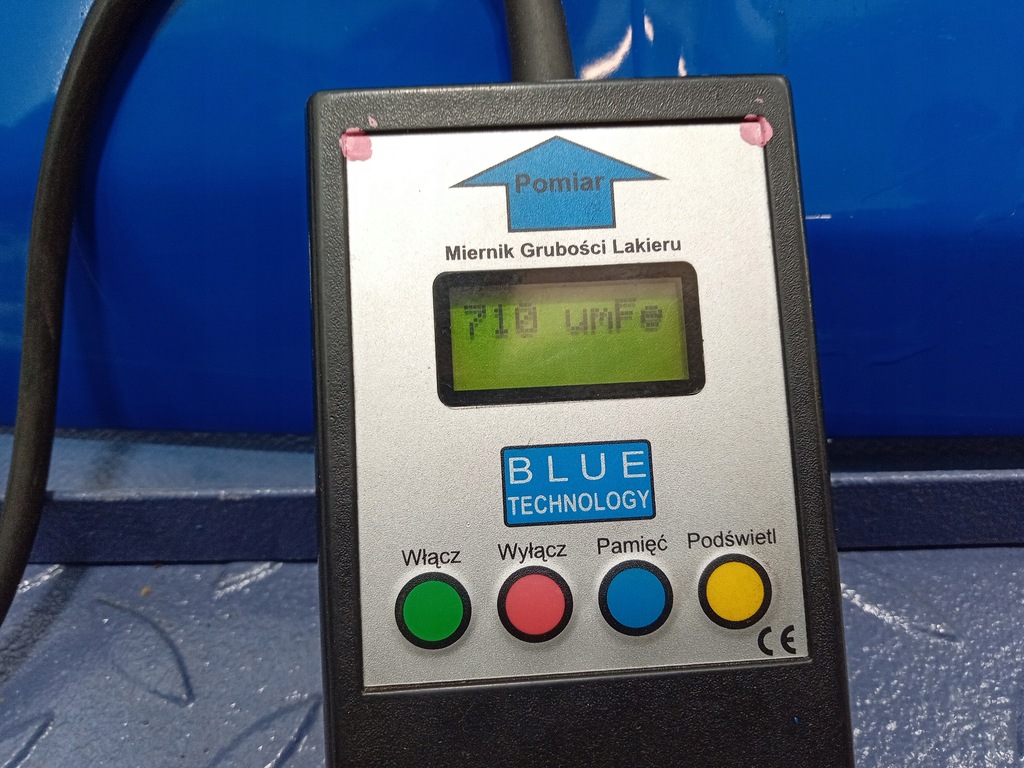 Pomiar
Miernik Grubości Lakieru
710 umFe
BLUE
TECHNOLOGY
Włącz Wyłącz Pamięć Podświetl
CE